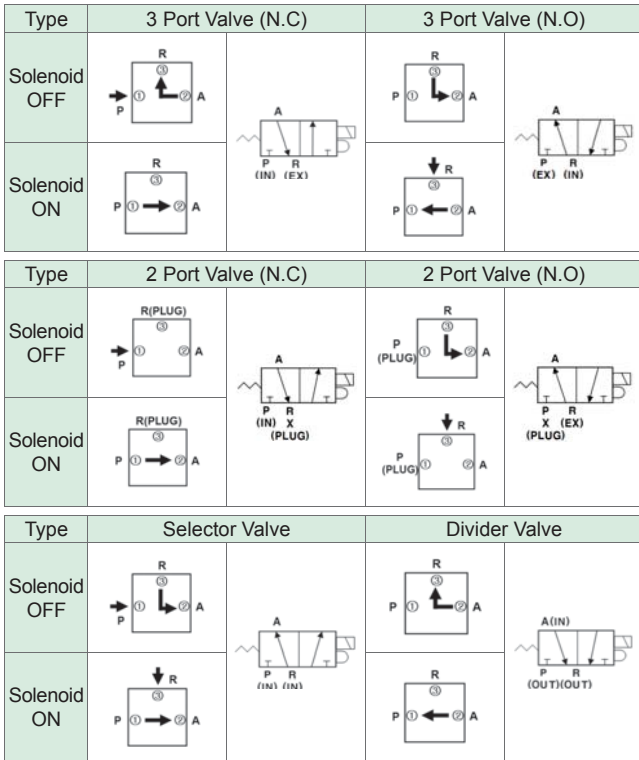 Type 3 Port Valve (N.C) 3 Port Valve (N.O)
Solenoid OFF
R
③
P ① ② A
A
P R
(IN) (EX)
R
③
P ① ② A
A
P R
(EX) (IN)
Solenoid ON
R
③
P ① ② A
R
③
P ① ② A
Type 2 Port Valve (N.C) 2 Port Valve (N.O)
Solenoid OFF
R(PLUG)
③
P ① ② A
A
P R
(IN) X
(PLUG)
R
③
P (PLUG) ① ② A
A
P R
X (EX)
(PLUG)
Solenoid ON
R(PLUG)
③
P ① ② A
R
③
P (PLUG) ① ② A
Type Selector Valve Divider Valve
Solenoid OFF
R
③
P ① ② A
A
P R
(IN) (IN)
R
③
P ① ② A
A(IN)
P R
(OUT)(OUT)
Solenoid ON
R
③
P ① ② A
R
③
P ① ② A